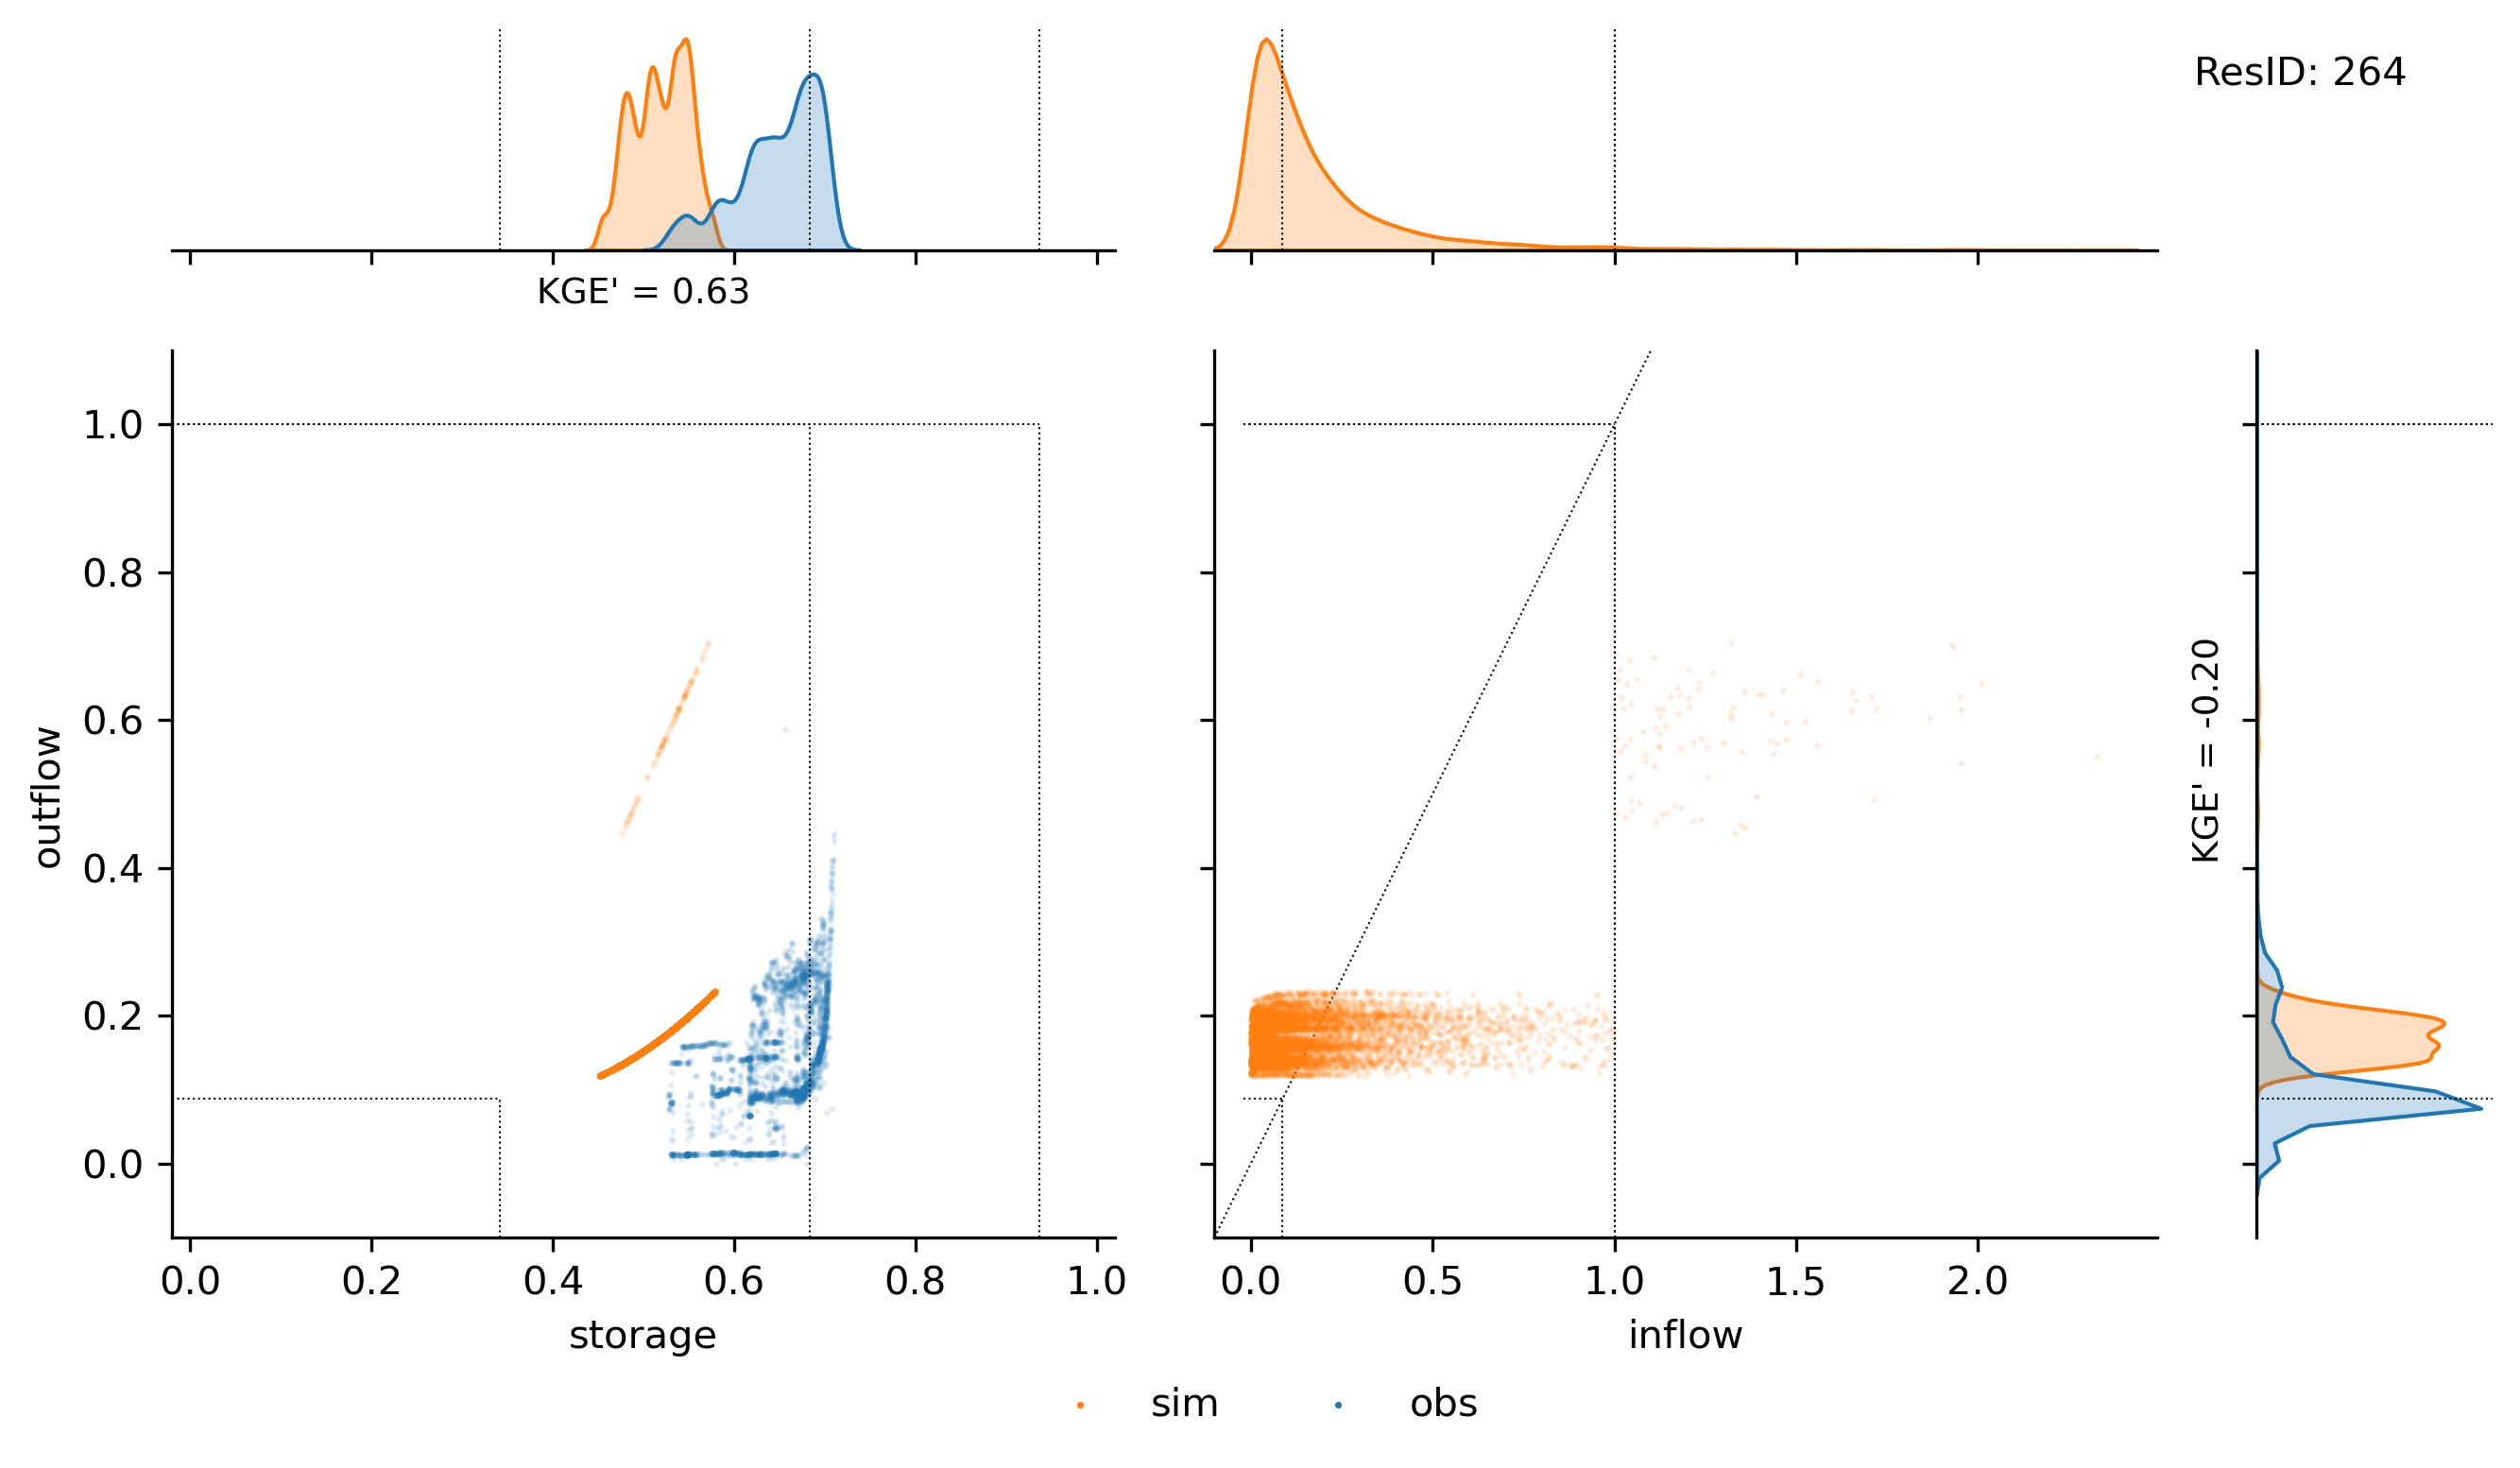 ResID: 264
KGE' = 0.63
1.0
0.8
0.6
0.4
0.2
0.0
outflow
KGE' = -0.20
0.0 0.2 0.4 0.6 0.8 1.0
storage
0.0 0.5 1.0 1.5 2.0
inflow
sim obs